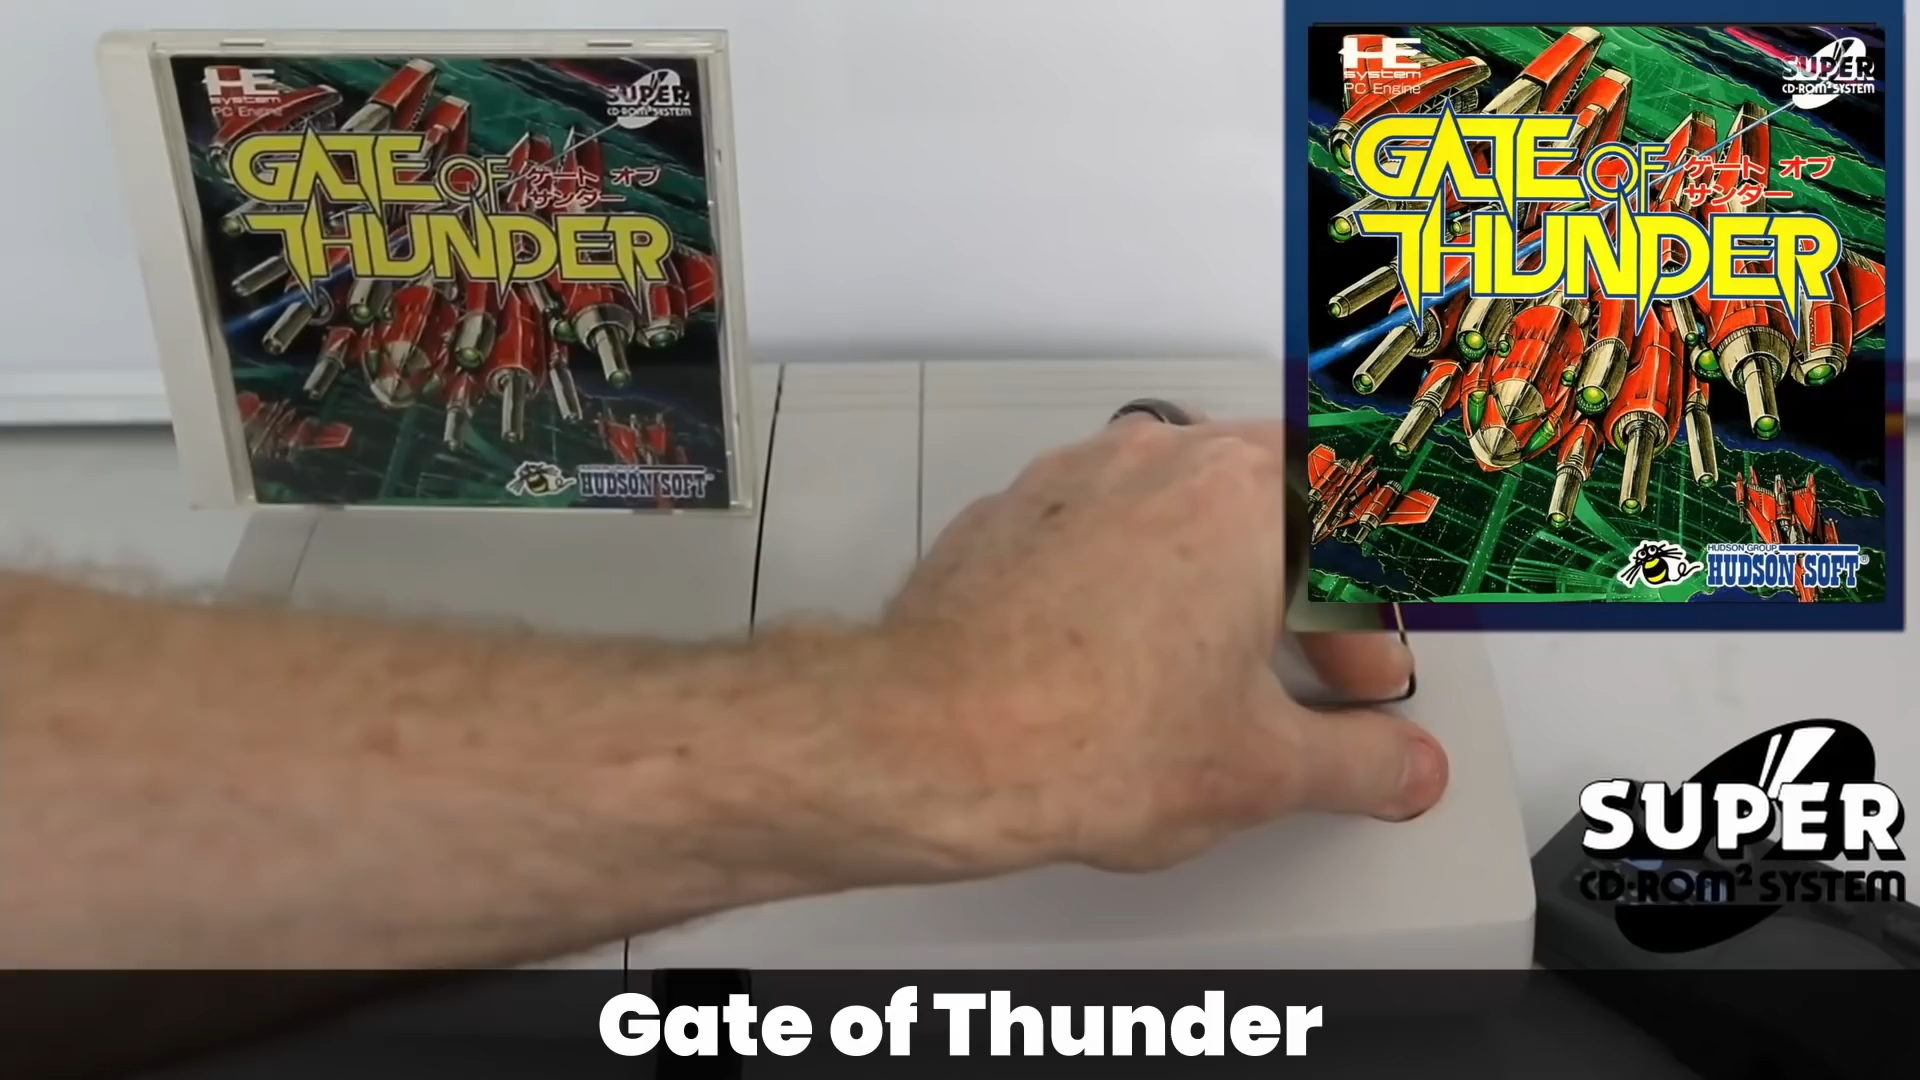 HE
system
PC Engine
SUPER
CD-ROM² SYSTEM
GATE OF
ゲート オブ
サンダー
THUNDER
HUDSON SOFT
HE
system
PC Engine
SUPER
CD-ROM² SYSTEM
GATE OF
ゲート オブ
サンダー
THUNDER
HUDSON GROUP
HUDSON SOFT®
SUPER
CD-ROM² SYSTEM
Gate of Thunder